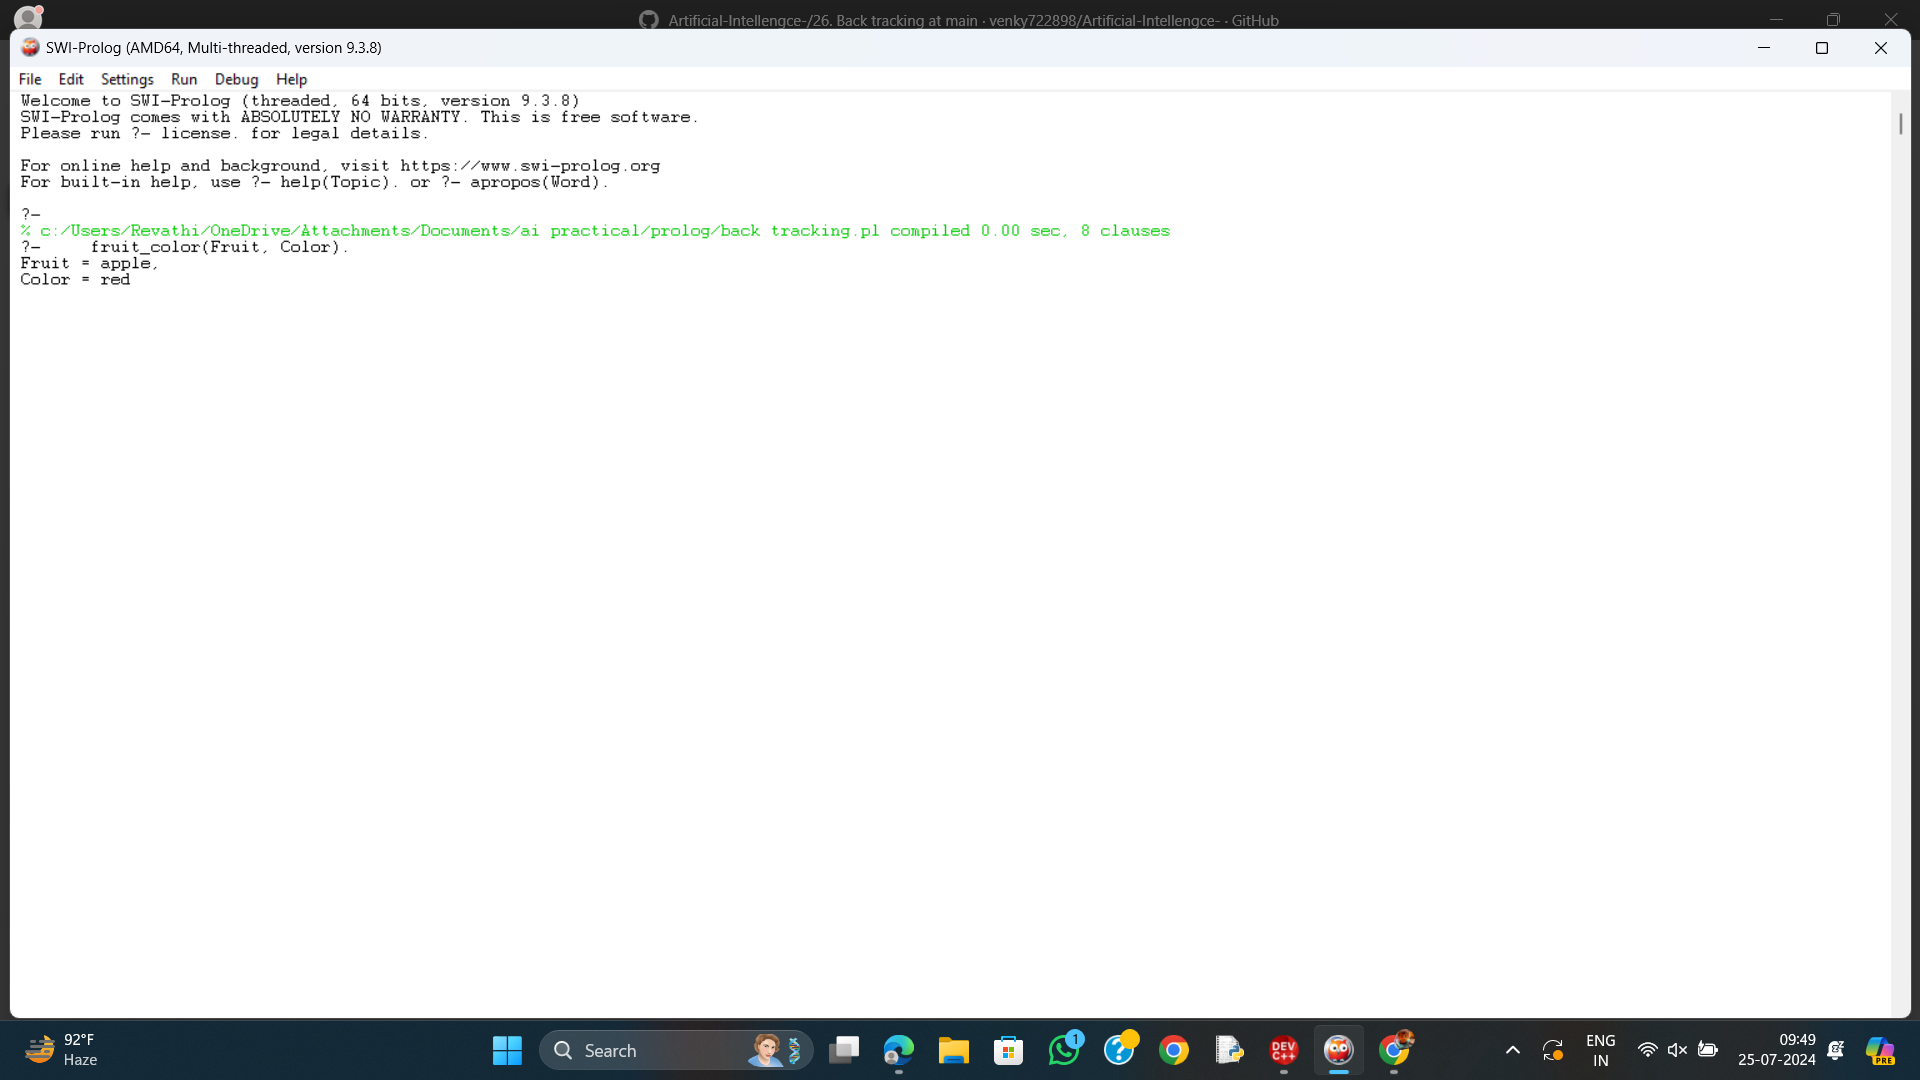 Artificial-Intellengce-/26. Back tracking at main · venky722898/Artificial-Intellengce- · GitHub
SWI-Prolog (AMD64, Multi-threaded, version 9.3.8)
File Edit Settings Run Debug Help
Welcome to SWI-Prolog (threaded, 64 bits, version 9.3.8)
SWI-Prolog comes with ABSOLUTELY NO WARRANTY. This is free software.
Please run ?- license. for legal details.
For online help and background, visit https://www.swi-prolog.org
For built-in help, use ?- help(Topic). or ?- apropos(Word).
?-
% c:/Users/Revathi/OneDrive/Attachments/Documents/ai practical/prolog/back tracking.pl compiled 0.00 sec, 8 clauses
?-     fruit_color(Fruit, Color).
Fruit = apple,
Color = red
92°F
Haze
Search
1
DEV
C++
ENG
IN
09:49
25-07-2024
PRE